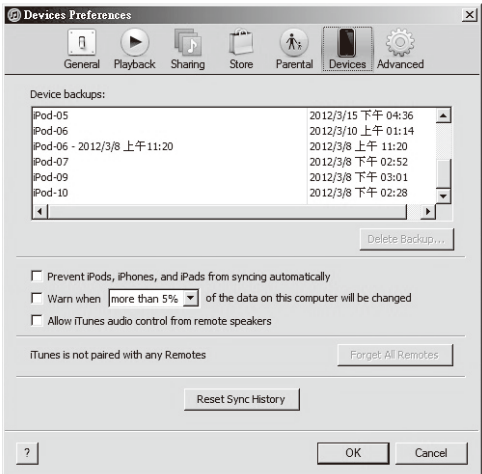 Devices Preferences
General Playback Sharing Store Parental Devices Advanced
Device backups:
iPod-05 2012/3/15 下午 04:36
iPod-06 2012/3/10 上午 01:14
iPod-06 - 2012/3/8 上午11:20 2012/3/8 上午 11:20
iPod-07 2012/3/8 下午 02:52
iPod-09 2012/3/8 下午 03:01
iPod-10 2012/3/8 下午 02:28
Delete Backup...
Prevent iPods, iPhones, and iPads from syncing automatically
Warn when more than 5% of the data on this computer will be changed
Allow iTunes audio control from remote speakers
iTunes is not paired with any Remotes Forget All Remotes
Reset Sync History
? OK Cancel